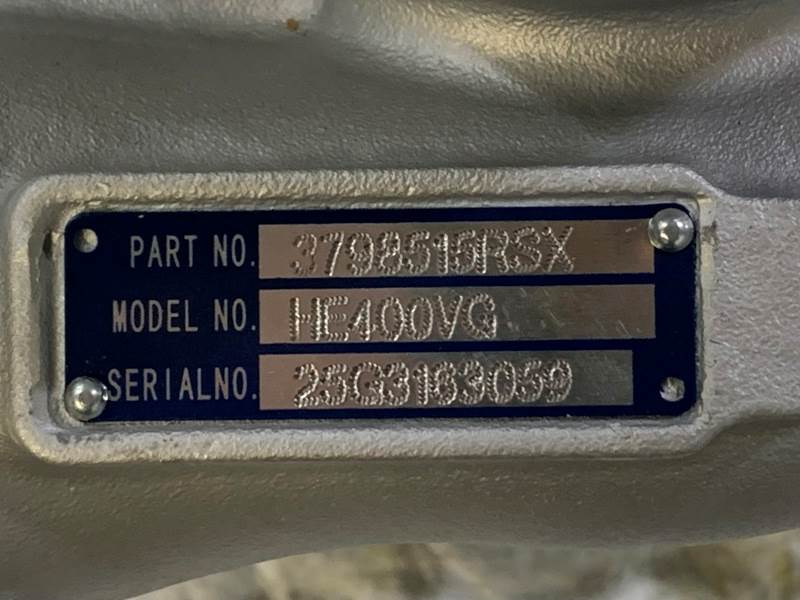 PART NO. 3798515RSX
MODEL NO. HE400VG
SERIALNO. 25G3163059